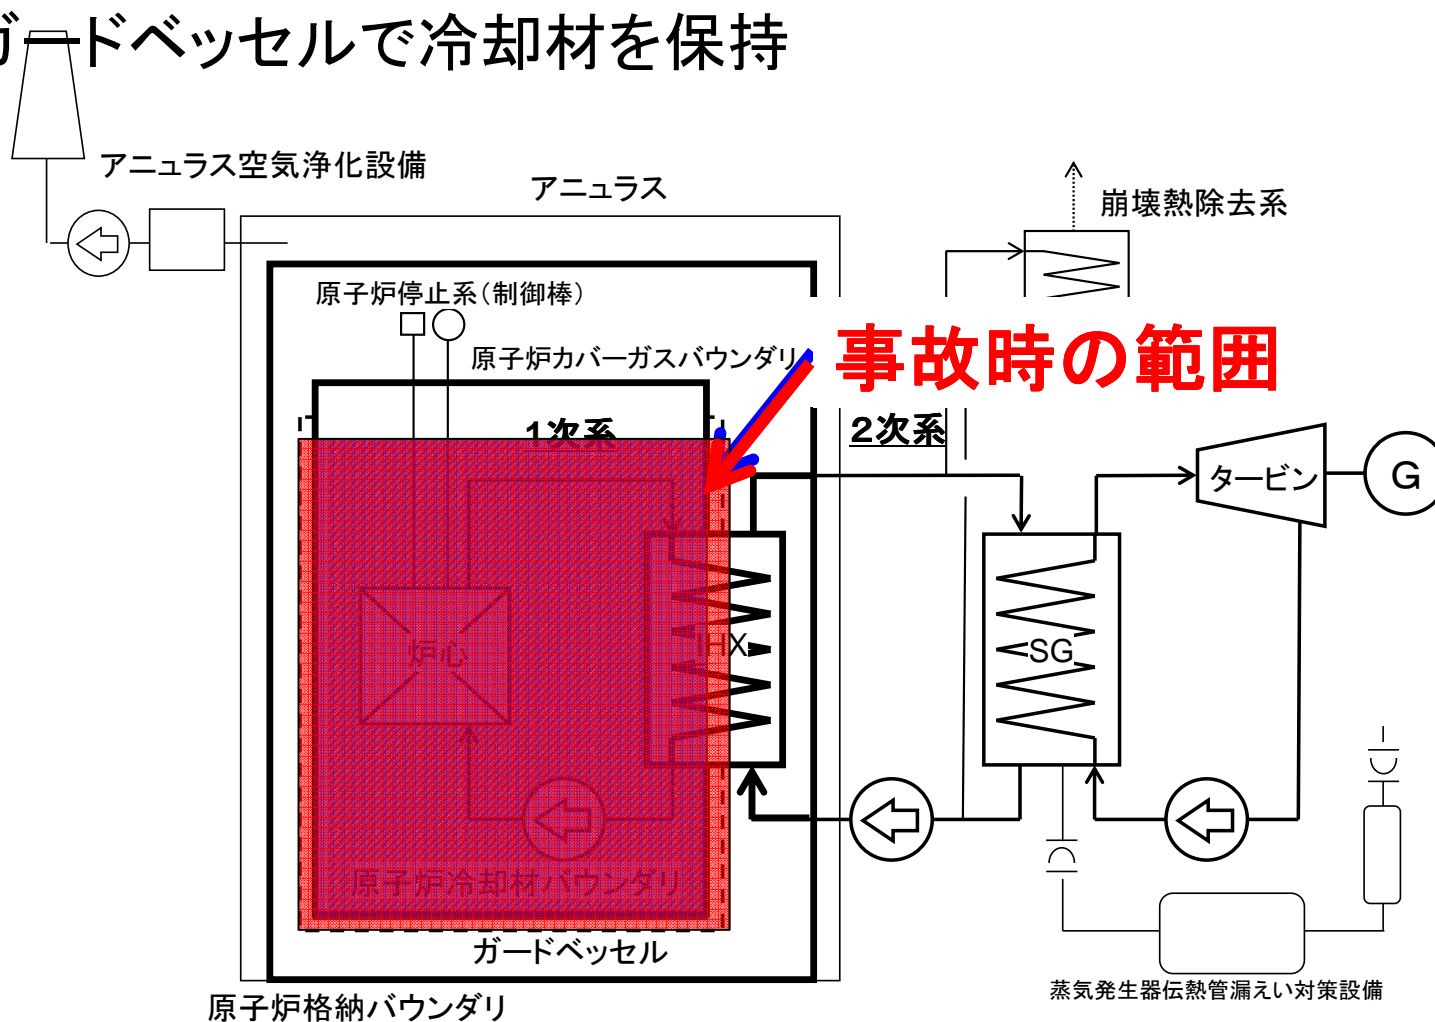 ガードベッセルで冷却材を保持
アニュラス空気浄化設備
アニュラス
崩壊熱除去系
原子炉停止系(制御棒)
原子炉カバーガスバウンダリ
事故時の範囲
1次系
2次系
タービン
G
炉心
IHX
SG
原子炉冷却材バウンダリ
ガードベッセル
蒸気発生器伝熱管漏えい対策設備
原子炉格納バウンダリ